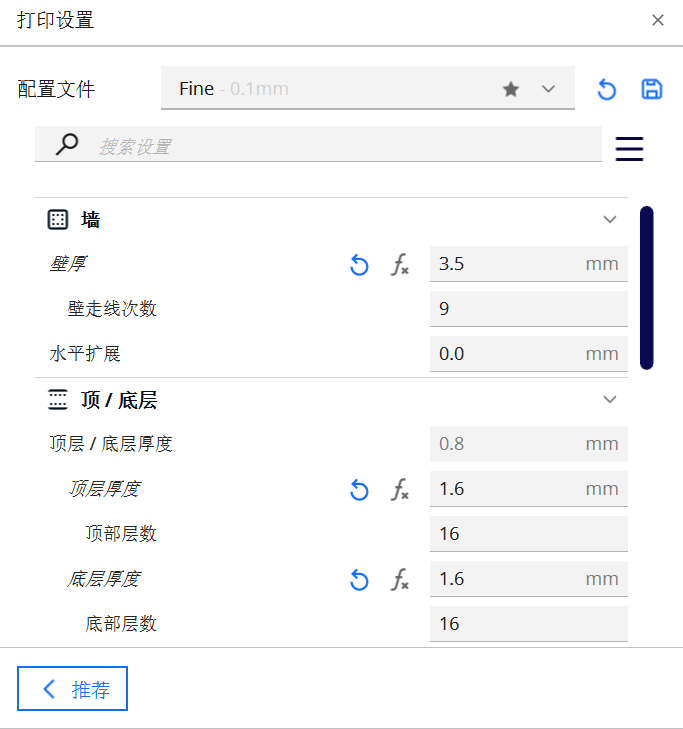 打印设置
配置文件 Fine - 0.1mm
搜索设置
墙
壁厚 3.5 mm
壁走线次数 9
水平扩展 0.0 mm
顶 / 底层
顶层 / 底层厚度 0.8 mm
顶层厚度 1.6 mm
顶部层数 16
底层厚度 1.6 mm
底部层数 16
推荐